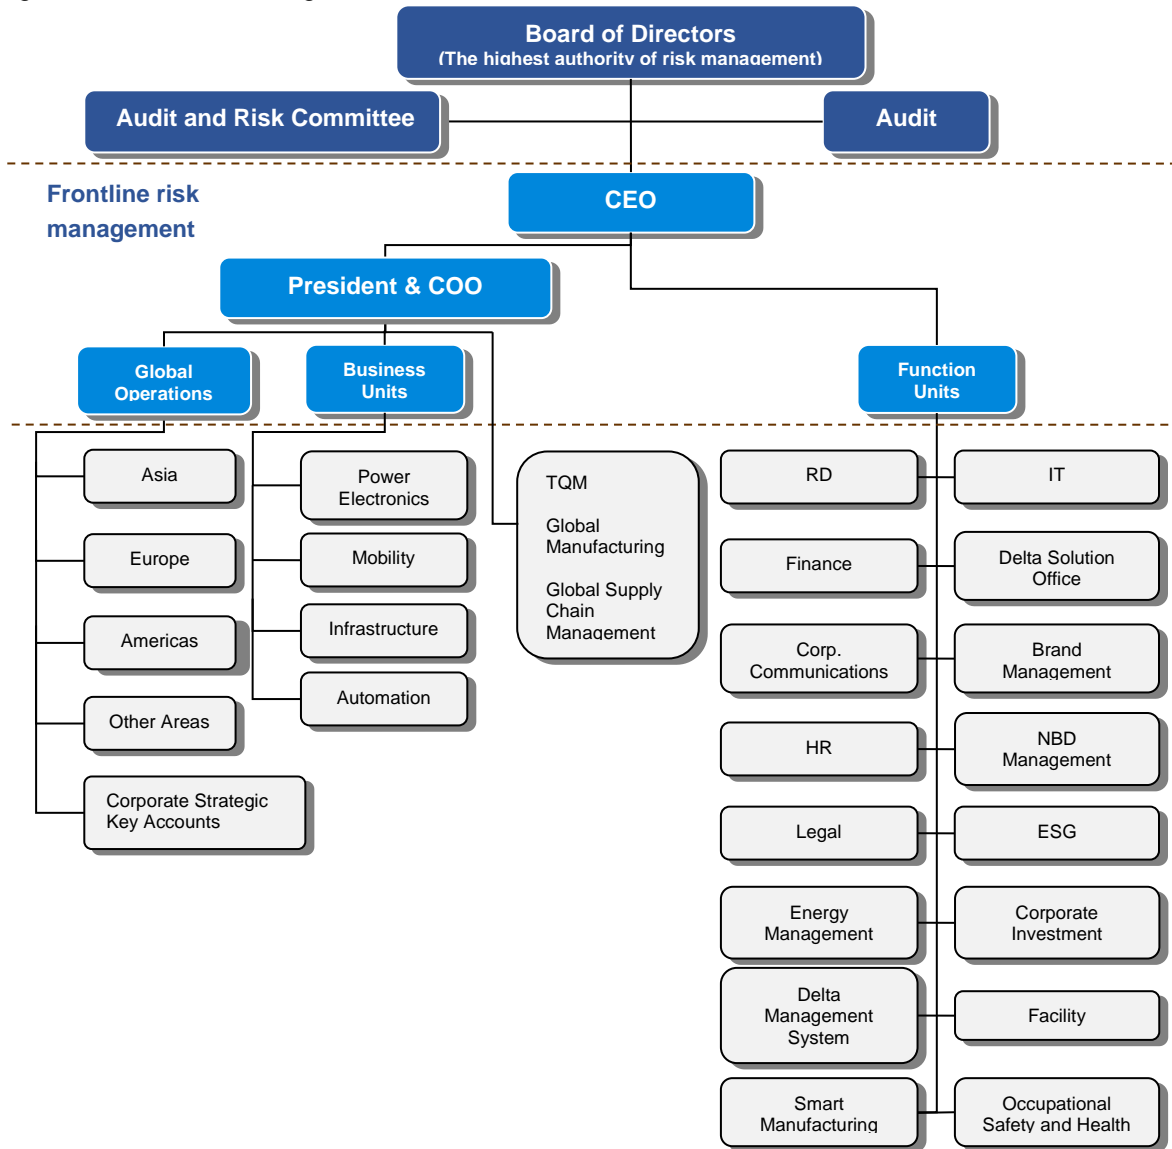 Board of Directors
(The highest authority of risk management)
Audit and Risk Committee
Audit
Frontline risk
management
CEO
President & COO
Global
Operations
Business
Units
Function
Units
Asia
Europe
Americas
Other Areas
Corporate Strategic
Key Accounts
Power
Electronics
Mobility
Infrastructure
Automation
TQM
Global
Manufacturing
Global Supply
Chain
Management
RD
IT
Finance
Delta Solution
Office
Corp.
Communications
Brand
Management
HR
NBD
Management
Legal
ESG
Energy
Management
Corporate
Investment
Delta
Management
System
Facility
Smart
Manufacturing
Occupational
Safety and Health